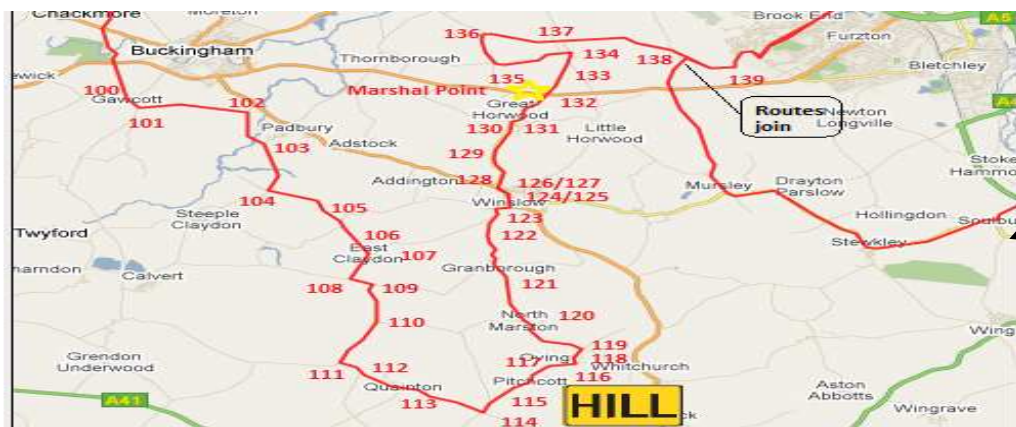 Chackmore
Moreton
Brook End
A5
Furzton
136
137
134
138
Buckingham
Thornborough
Bletchley
133
135
139
100
Marshal Point
132
Gawcott
102
Great
Horwood
Routes
join
Newton
Longville
101
130
131
Little
Horwood
Padbury
Adstock
103
129
Stoke
Hammo
Addington
128
126/127
Mursley
Drayton
Parslow
104
124/125
Winslow
105
Steeple
Claydon
123
Hollingdon
Soulbu
Twyford
106
122
Stewkley
East
Claydon
107
Granborough
Calvert
108
109
121
110
North
Marston
120
Wing
Grendon
Underwood
119
117
Oving
118
Whitchurch
111
112
116
Quainton
Pitchcott
Aston
Abbotts
A41
113
115
HILL
Wingrave
114